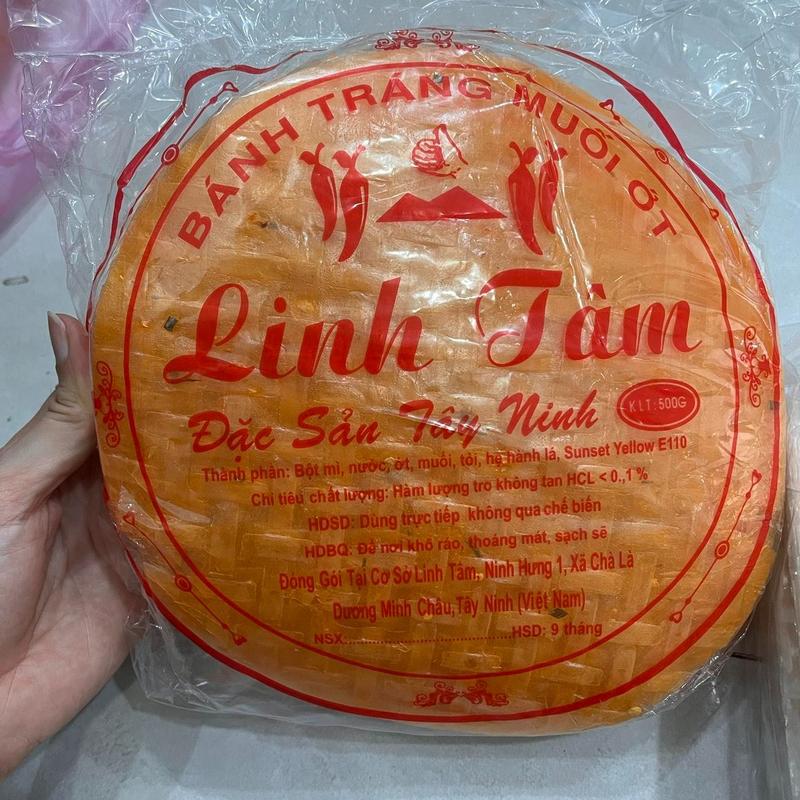 BÁNH TRÁNG MUỐI ỚT
Linh Tâm
Đặc Sản Tây Ninh
KLT: 500G
Thành phần: Bột mì, nước, ớt, muối, tỏi, hẹ hành lá, Sunset Yellow E110
Chỉ tiêu chất lượng: Hàm lượng tro không tan HCL < 0.,1 %
HDSD: Dùng trực tiếp không qua chế biến
HDBQ: Để nơi khô ráo, thoáng mát, sạch sẽ
Đóng Gói Tại Cơ Sở Linh Tâm, Ninh Hưng 1, Xã Chà Là
Dương Minh Châu,Tây Ninh (Việt Nam)
NSX........................................HSD: 9 tháng